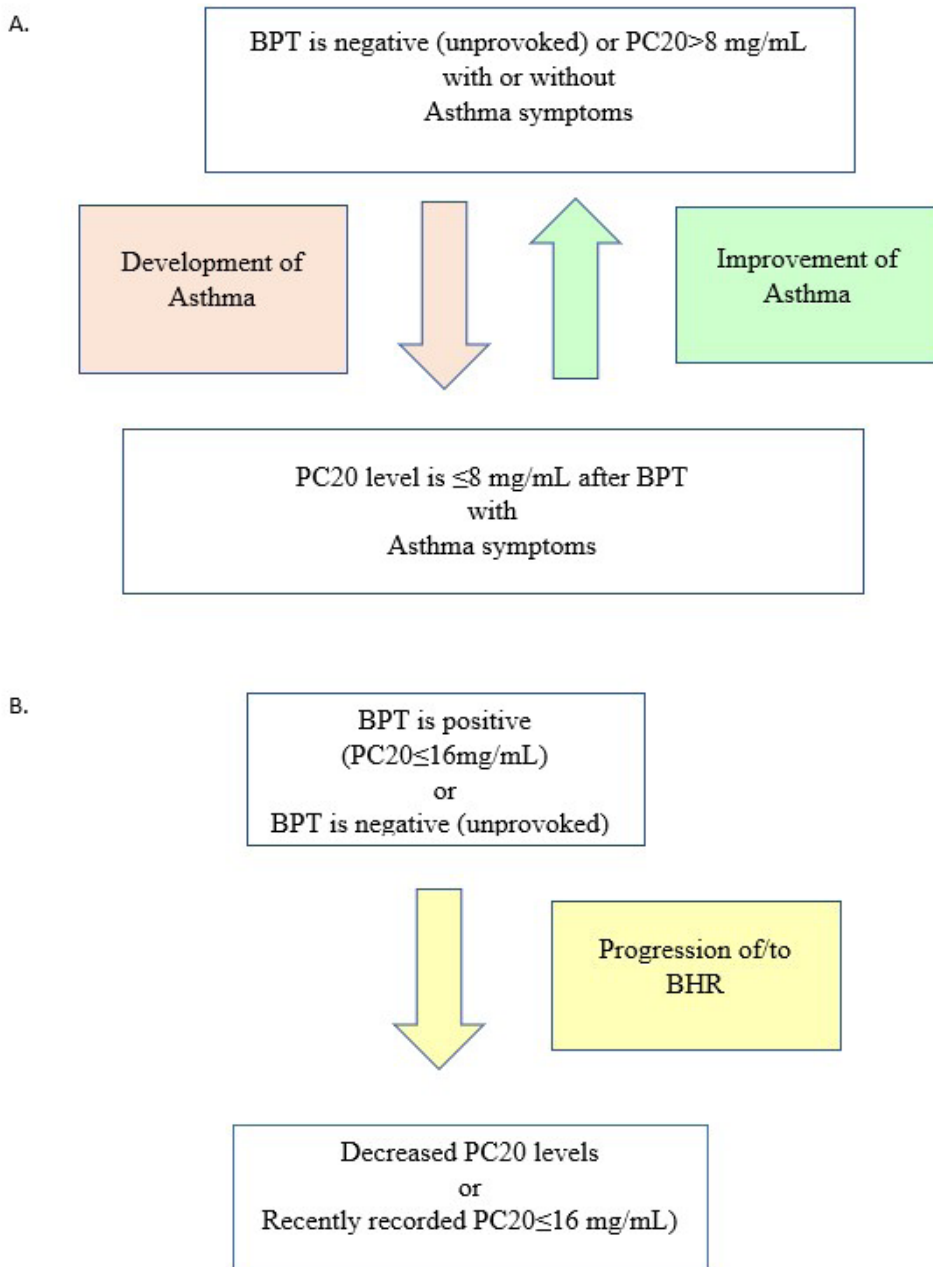 A.
BPT is negative (unprovoked) or PC20>8 mg/mL
with or without
Asthma symptoms
Development of
Asthma
Improvement of
Asthma
PC20 level is ≤8 mg/mL after BPT
with
Asthma symptoms
B.
BPT is positive
(PC20≤16mg/mL)
or
BPT is negative (unprovoked)
Progression of/to
BHR
Decreased PC20 levels
or
Recently recorded PC20≤16 mg/mL)